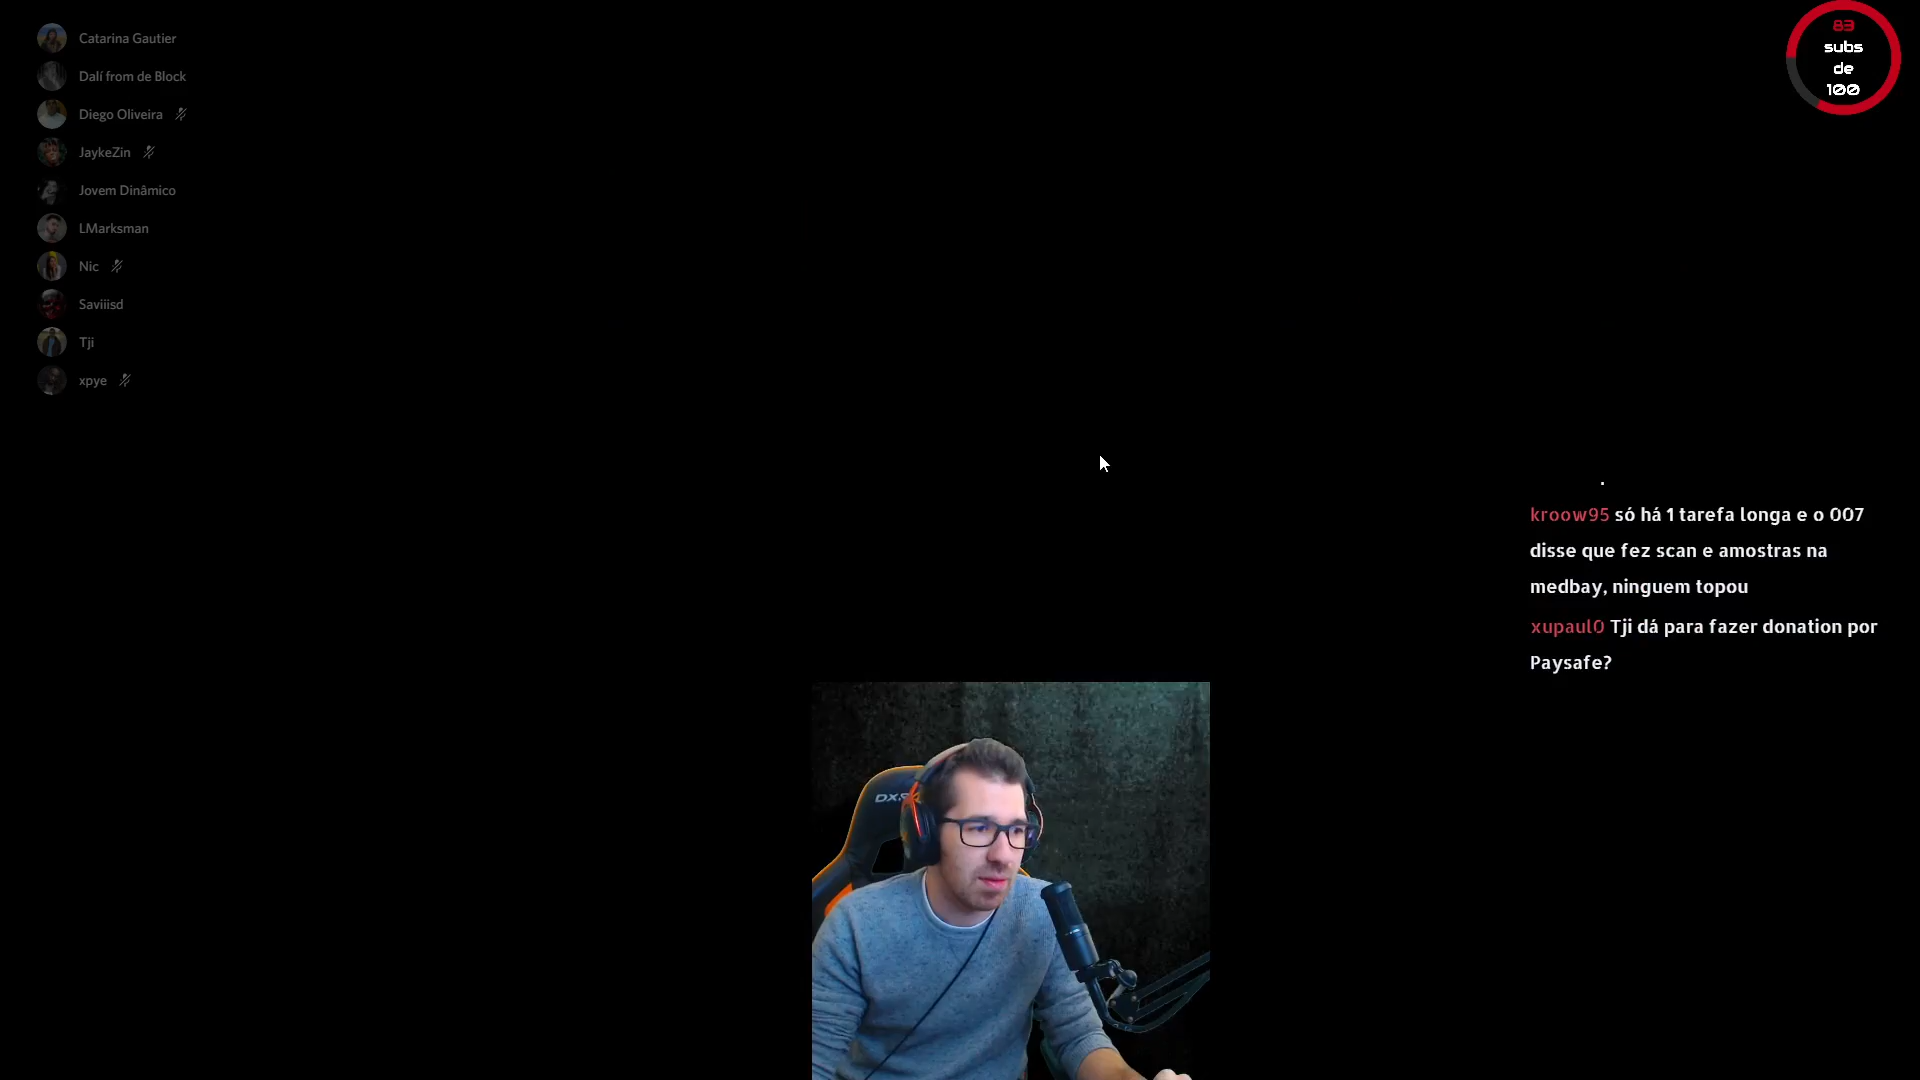 Catarina Gautier
Dalí from de Block
Diego Oliveira
JaykeZin
Jovem Dinâmico
LMarksman
Nic
Saviiisd
Tji
xpye
83
subs
de
100
.
kroow95 só há 1 tarefa longa e o 007
disse que fez scan e amostras na
medbay, ninguem topou
xupaul0 Tji dá para fazer donation por
Paysafe?